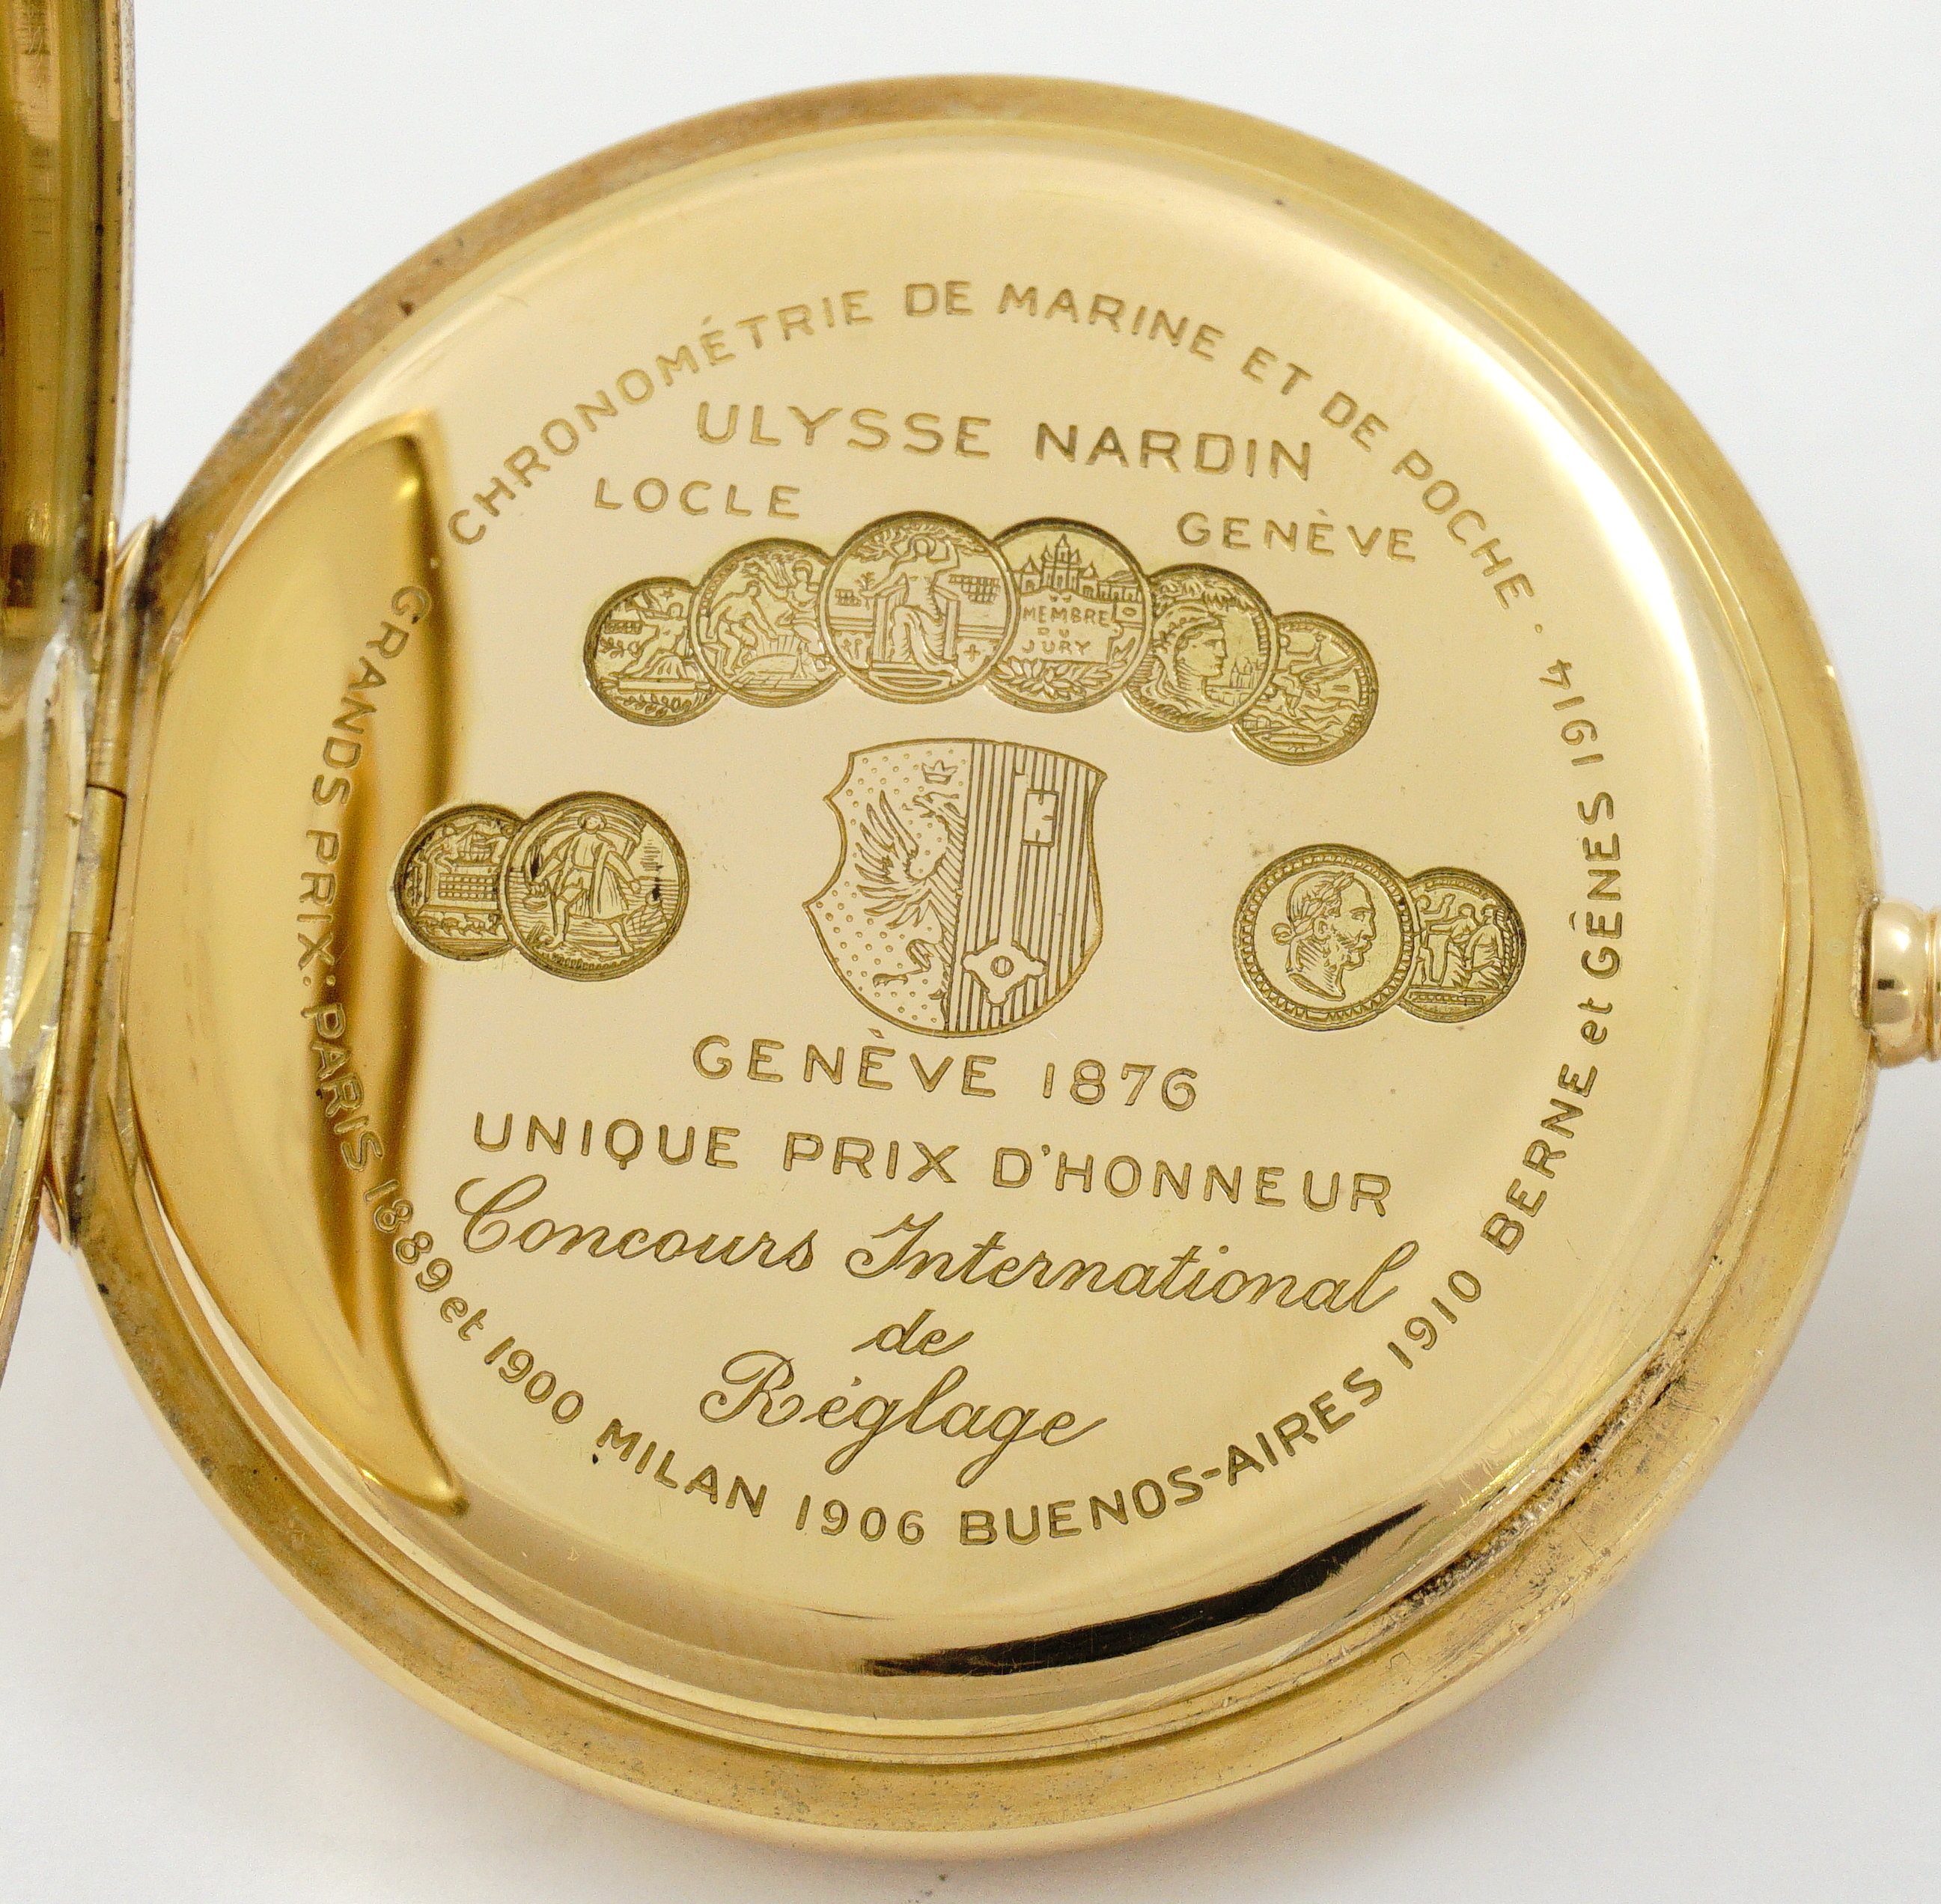 CHRONOMÉTRIE DE MARINE ET DE POCHE ·
ULYSSE NARDIN
LOCLE GENÈVE
MEMBRE
DU
JURY
GENÈVE 1876
UNIQUE PRIX D'HONNEUR
Concours International
de
Réglage
GRANDS PRIX: PARIS 1889 et 1900 MILAN 1906 BUENOS-AIRES 1910 BERNE et GÊNES 1914